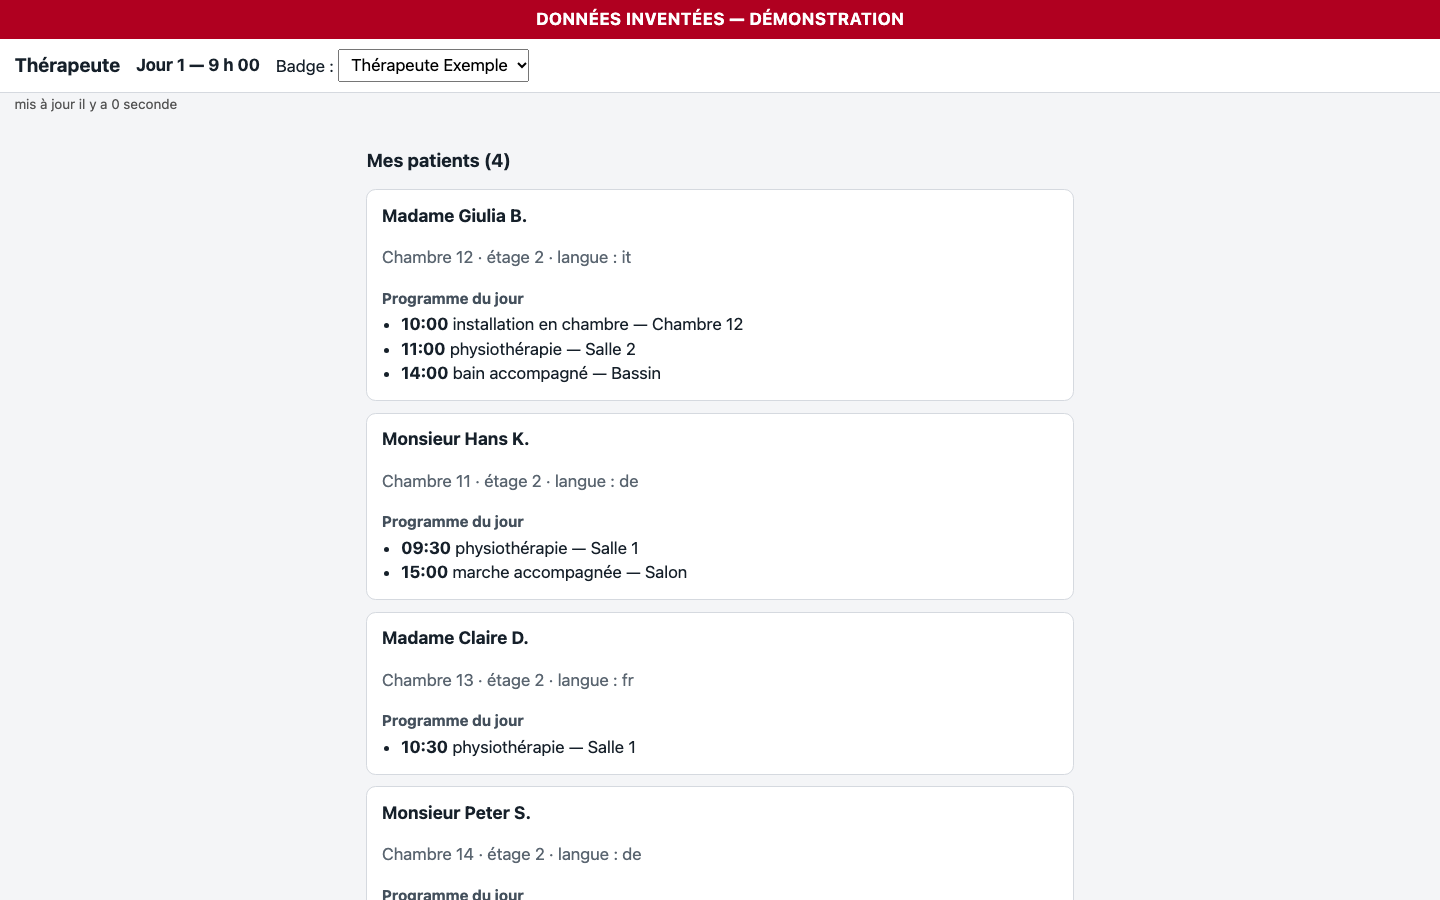 DONNÉES INVENTÉES — DÉMONSTRATION
Thérapeute Jour 1 — 9 h 00 Badge : Thérapeute Exemple
mis à jour il y a 0 seconde
Mes patients (4)
Madame Giulia B.
Chambre 12 · étage 2 · langue : it
Programme du jour
• 10:00 installation en chambre — Chambre 12
• 11:00 physiothérapie — Salle 2
• 14:00 bain accompagné — Bassin
Monsieur Hans K.
Chambre 11 · étage 2 · langue : de
Programme du jour
• 09:30 physiothérapie — Salle 1
• 15:00 marche accompagnée — Salon
Madame Claire D.
Chambre 13 · étage 2 · langue : fr
Programme du jour
• 10:30 physiothérapie — Salle 1
Monsieur Peter S.
Chambre 14 · étage 2 · langue : de
Programme du jour